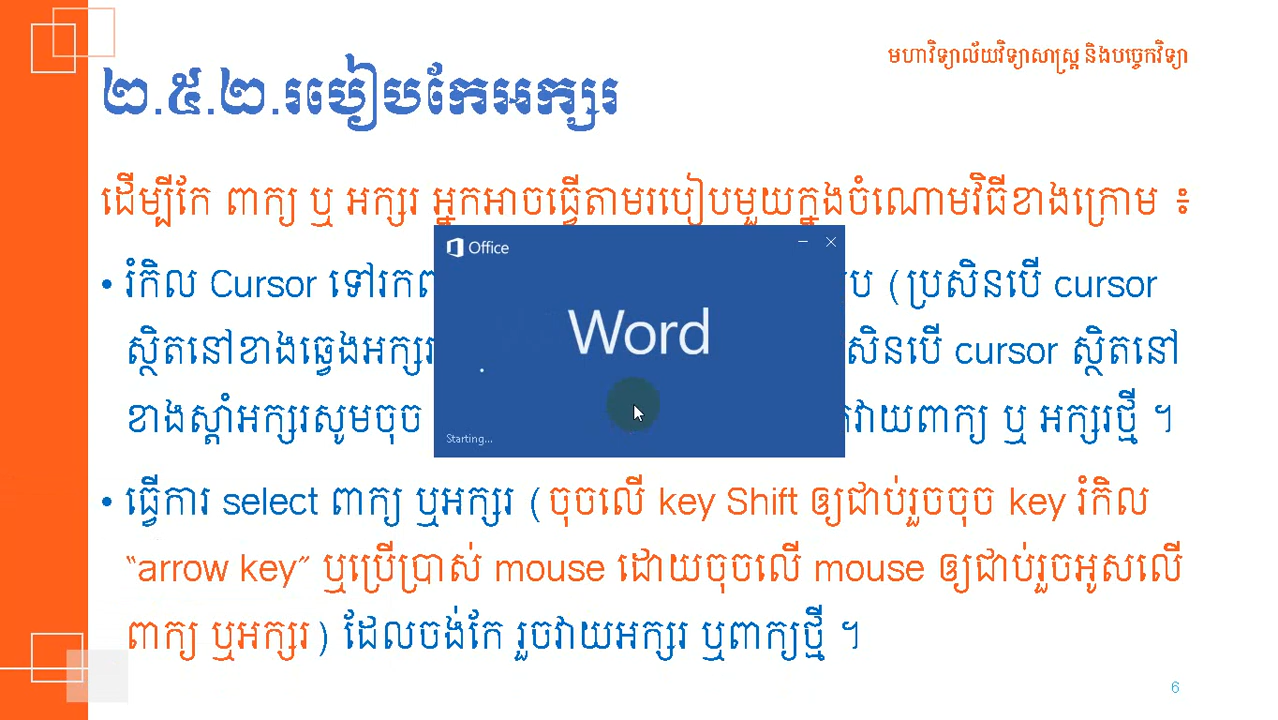 មហាវិទ្យាល័យវិទ្យាសាស្ត្រ និងបច្ចេកវិទ្យា
២.៥.២.របៀបកែអក្សរ
ដើម្បីកែ ពាក្យ ឬ អក្សរ អ្នកអាចធ្វើតាមរបៀបមួយក្នុងចំណោមវិធីខាងក្រោម ៖
Office
• រំកិល Cursor ទៅរក (ប្រសិនបើ cursor
Word
ស្ថិតនៅខាងឆ្វេងអក្សរ cursor ស្ថិតនៅ
ខាងស្តាំអក្សរសូមចុច ពាក្យ ឬ អក្សរថ្មី ។
Starting...
• ធ្វើការ select ពាក្យ ឬអក្សរ (ចុចលើ key Shift ឲ្យជាប់រួចចុច key រំកិល
“arrow key” ឬប្រើប្រាស់ mouse ដោយចុចលើ mouse ឲ្យជាប់រួចអូសលើ
ពាក្យ ឬអក្សរ) ដែលចង់កែ រួចវាយអក្សរ ឬពាក្យថ្មី ។
6